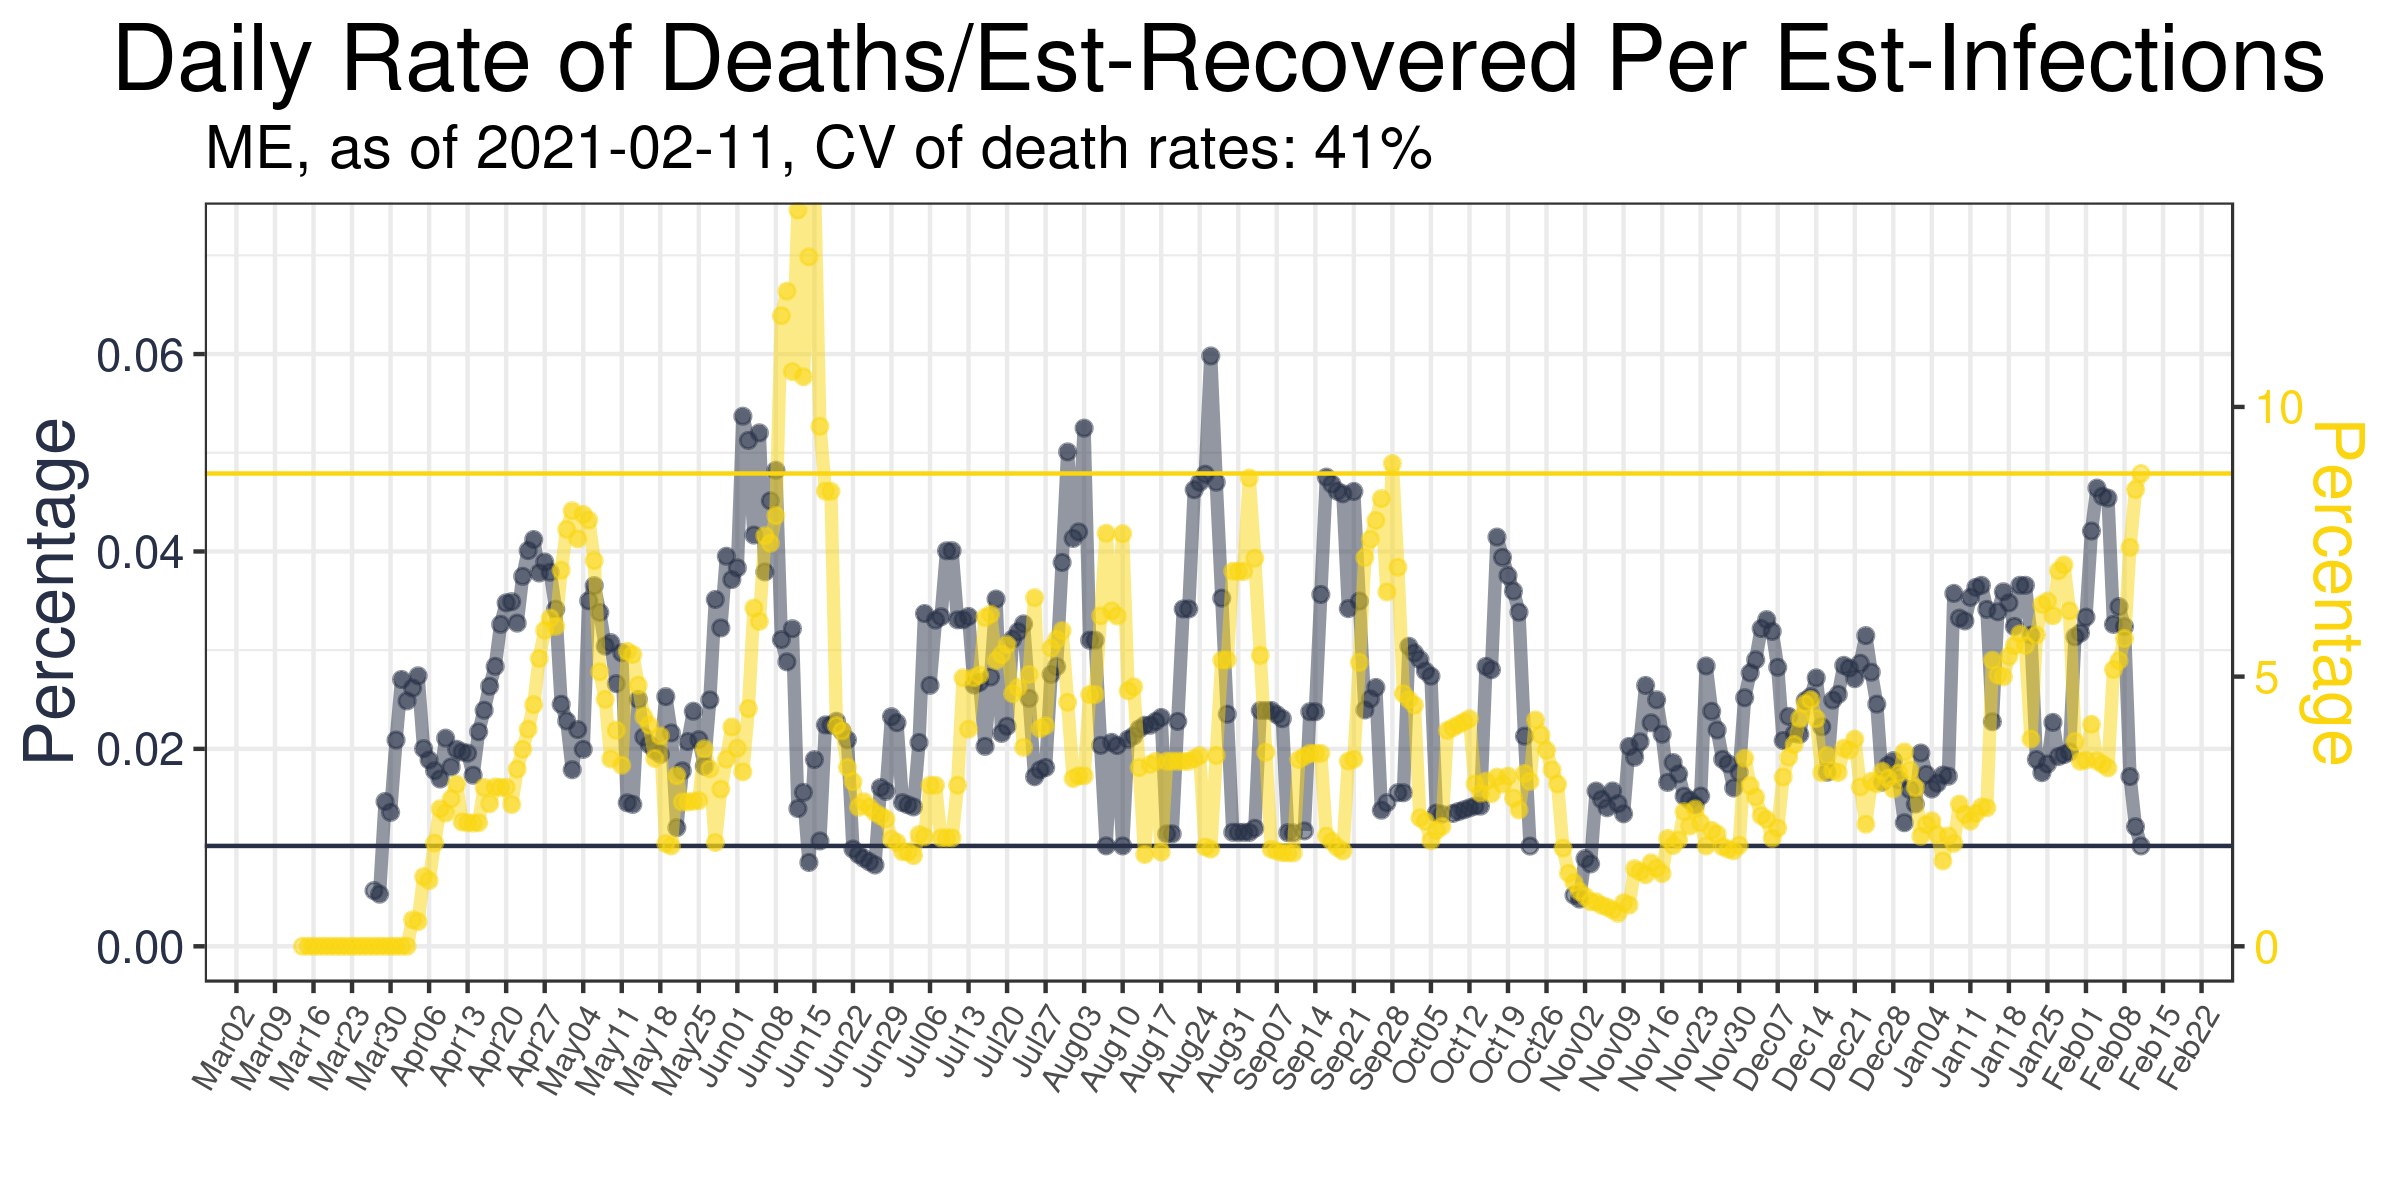 Daily Rate of Deaths/Est-Recovered Per Est-Infections
ME, as of 2021-02-11, CV of death rates: 41%
Percentage
0.06
0.04
0.02
0.00
10
5
0
Percentage
Mar02
Mar09
Mar16
Mar23
Mar30
Apr06
Apr13
Apr20
Apr27
May04
May11
May18
May25
Jun01
Jun08
Jun15
Jun22
Jun29
Jul06
Jul13
Jul20
Jul27
Aug03
Aug10
Aug17
Aug24
Aug31
Sep07
Sep14
Sep21
Sep28
Oct05
Oct12
Oct19
Oct26
Nov02
Nov09
Nov16
Nov23
Nov30
Dec07
Dec14
Dec21
Dec28
Jan04
Jan11
Jan18
Jan25
Feb01
Feb08
Feb15
Feb22